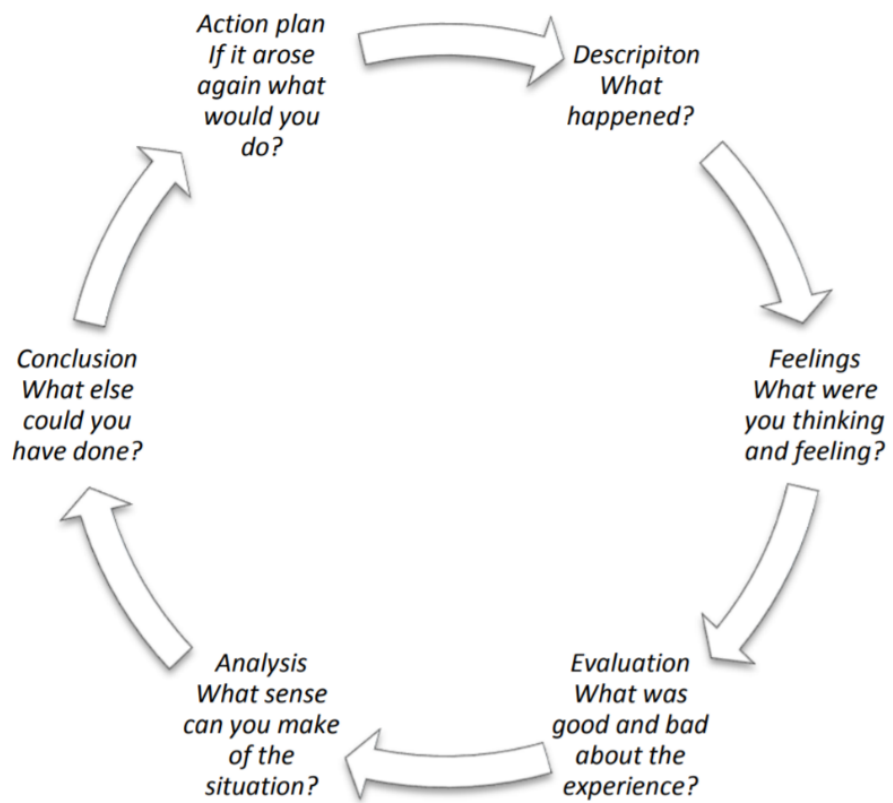 Action plan
If it arose
again what
would you
do?
Descripiton
What
happened?
Feelings
What were
you thinking
and feeling?
Evaluation
What was
good and bad
about the
experience?
Analysis
What sense
can you make
of the
situation?
Conclusion
What else
could you
have done?